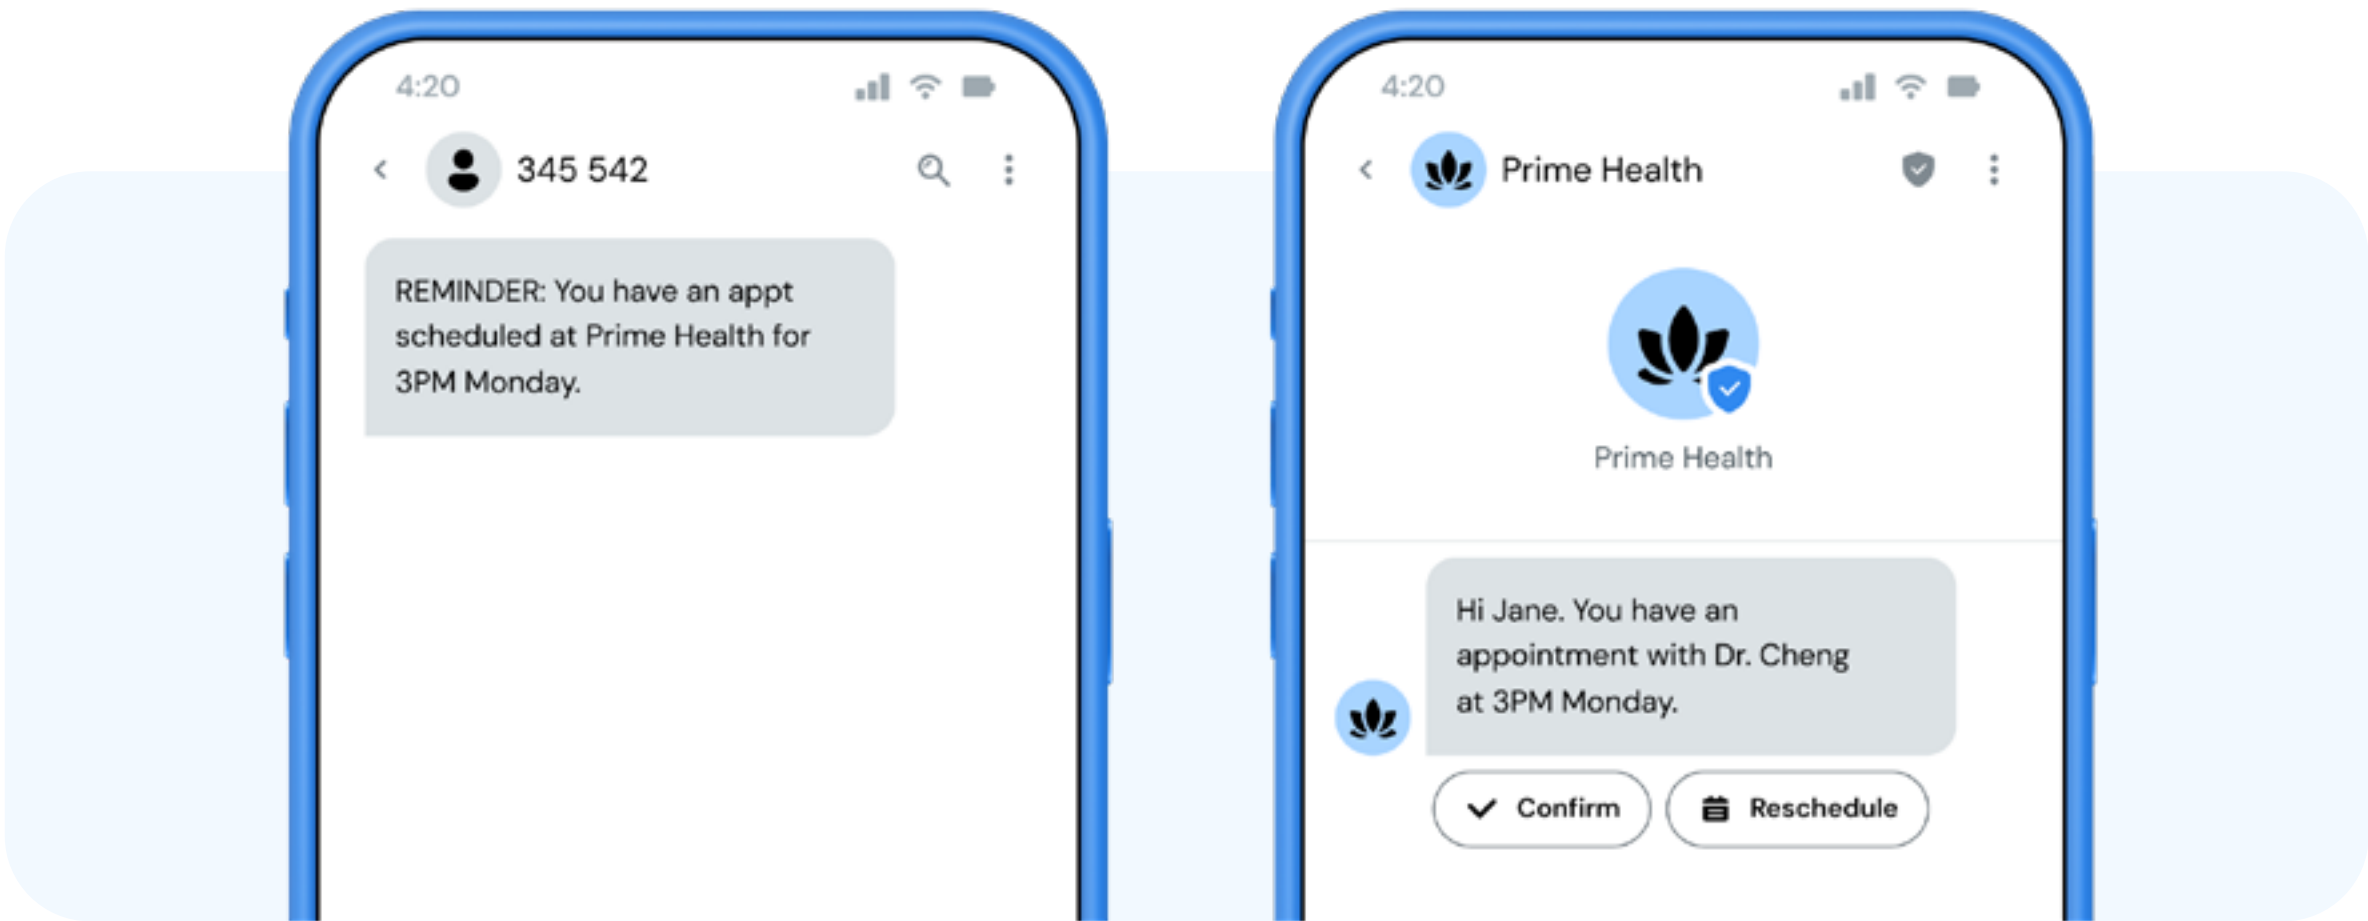 4:20
345 542
REMINDER: You have an appt
scheduled at Prime Health for
3PM Monday.
4:20
Prime Health
Prime Health
Hi Jane. You have an
appointment with Dr. Cheng
at 3PM Monday.
Confirm
Reschedule